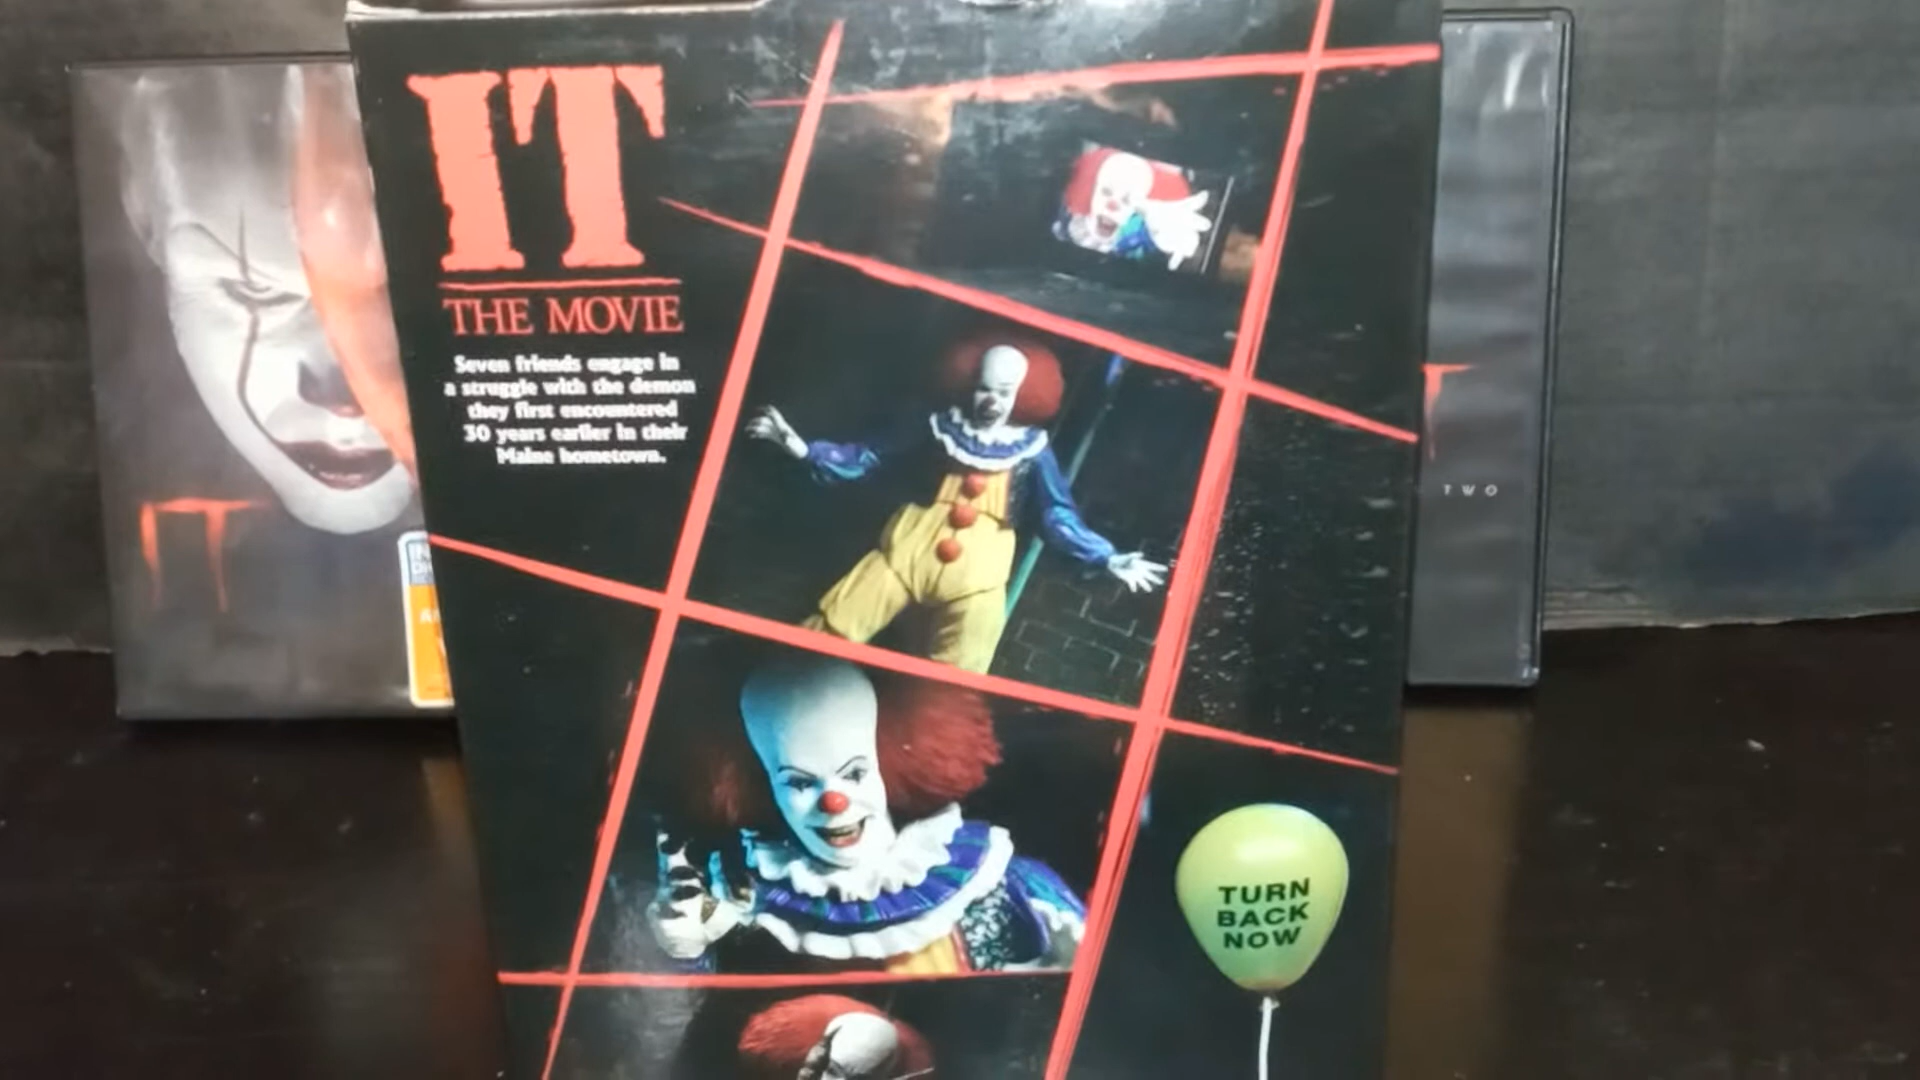 IT
THE MOVIE
Seven friends engage in
a struggle with the demon
they first encountered
30 years earlier in their
Maine hometown.
TURN
BACK
NOW
IT
TWO